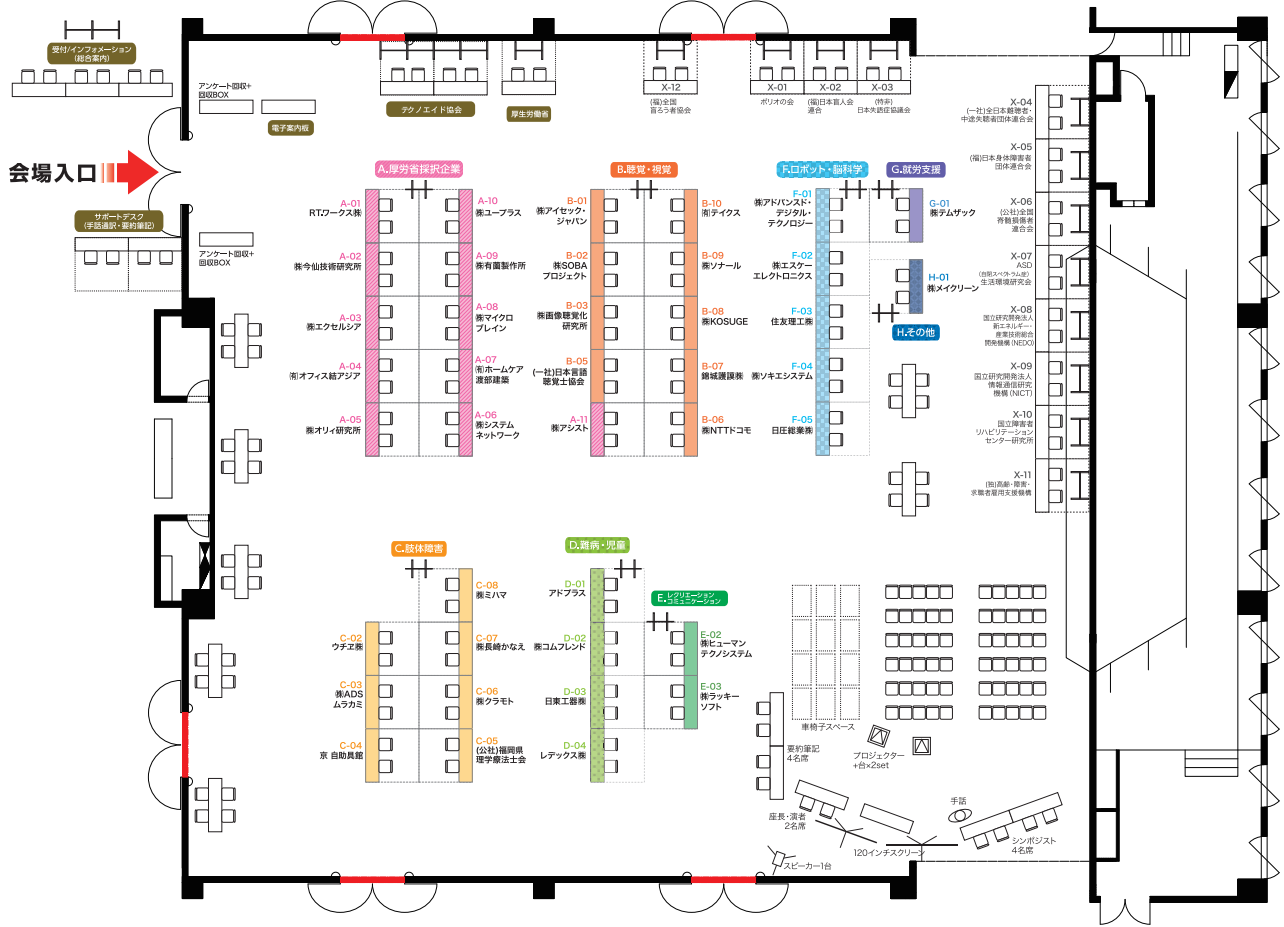 受付/インフォメーション
(総合案内)
アンケート回収+
回収BOX
電子案内板
テクノエイド協会
厚生労働省
X-12
(福)全国
盲ろう者協会
X-01
ポリオの会
X-02
(福)日本盲人会
連合
X-03
(特非)
日本失語症協議会
会場入口
サポートデスク
(手話通訳・要約筆記)
アンケート回収+
回収BOX
A.厚労省採択企業
A-01
RT.ワークス㈱
A-02
㈱今仙技術研究所
A-03
㈱エクセルシア
A-04
㈲オフィス結アジア
A-05
㈱オリィ研究所
A-10
㈱ユープラス
A-09
㈱有薗製作所
A-08
㈱マイクロ
ブレイン
A-07
㈲ホームケア
渡部建築
A-06
㈱システム
ネットワーク
B.聴覚・視覚
B-01
㈱アイセック・
ジャパン
B-02
㈱SOBA
プロジェクト
B-03
㈱画像聴覚化
研究所
B-05
(一社)日本言語
聴覚士協会
A-11
㈱アシスト
B-10
㈲テイクス
B-09
㈱ソナール
B-08
㈱KOSUGE
B-07
錦城護謨㈱
B-06
㈱NTTドコモ
F.ロボット・脳科学
F-01
㈱アドバンスド・
デジタル・
テクノロジー
F-02
㈱エスケー
エレクトロニクス
F-03
住友理工㈱
F-04
㈱ソキエシステム
F-05
日圧総業㈱
G.就労支援
G-01
㈱テムザック
H-01
㈱メイクリーン
H.その他
X-04
(一社)全日本難聴者・
中途失聴者団体連合会
X-05
(福)日本身体障害者
団体連合会
X-06
(公社)全国
脊髄損傷者
連合会
X-07
ASD
(自閉スペクトラム症)
生活環境研究会
X-08
国立研究開発法人
新エネルギー・
産業技術総合
開発機構(NEDO)
X-09
国立研究開発法人
情報通信研究
機構(NICT)
X-10
国立障害者
リハビリテーション
センター研究所
X-11
(独)高齢・障害・
求職者雇用支援機構
C.肢体障害
C-08
㈱ミハマ
C-02
ウチヱ㈱
C-03
㈱ADS
ムラカミ
C-04
京 自助具館
C-07
㈱長崎かなえ
C-06
㈱クラモト
C-05
(公社)福岡県
理学療法士会
D.難病・児童
D-01
アドプラス
D-02
㈱コムフレンド
D-03
日東工器㈱
D-04
レデックス㈱
E.レクリエーション
コミュニケーション
E-02
㈱ヒューマン
テクノシステム
E-03
㈱ラッキー
ソフト
車椅子スペース
要約筆記
4名席
プロジェクター
+台×2set
座長・演者
2名席
手話
120インチスクリーン
シンポジスト
4名席
スピーカー1台